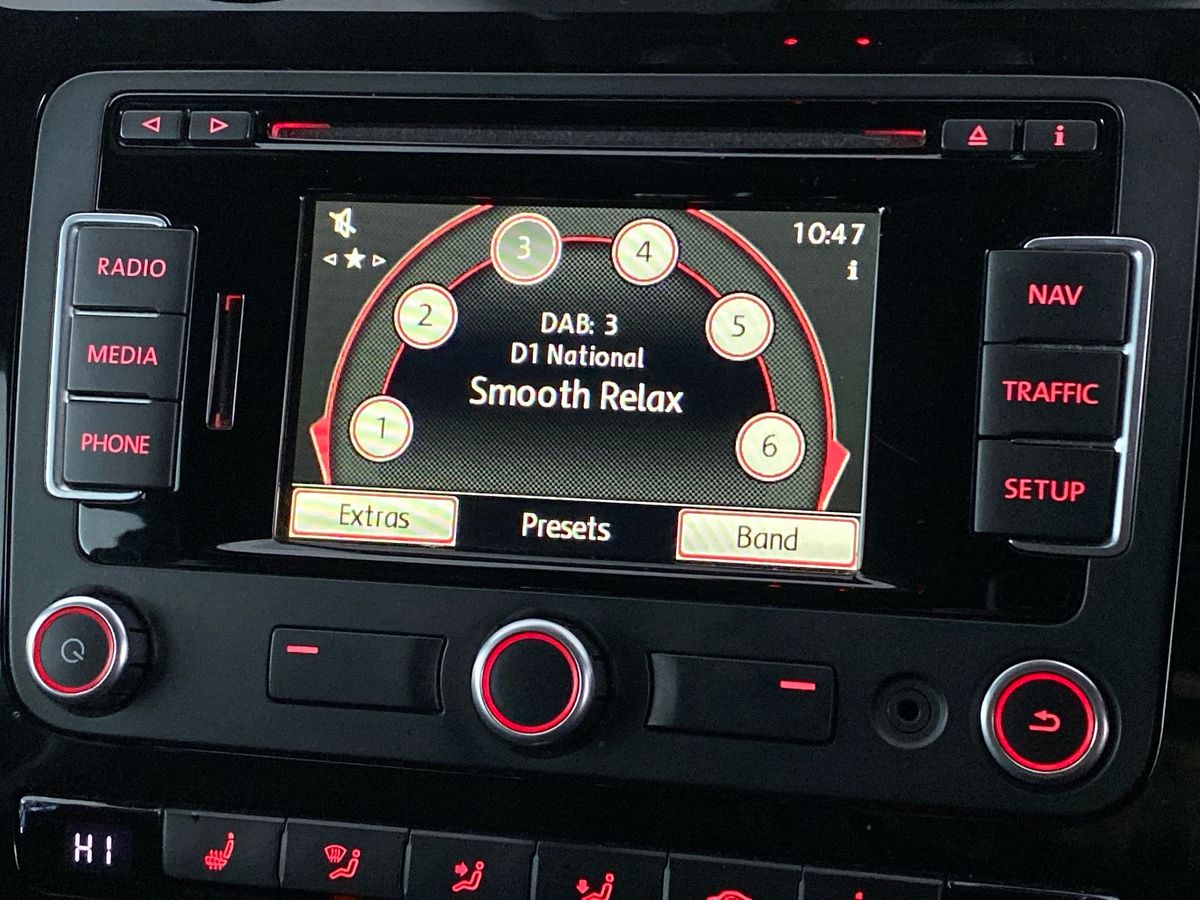 i
RADIO
MEDIA
PHONE
10:47
i
3
4
2
5
1
6
DAB: 3
D1 National
Smooth Relax
Extras
Presets
Band
NAV
TRAFFIC
SETUP
HI